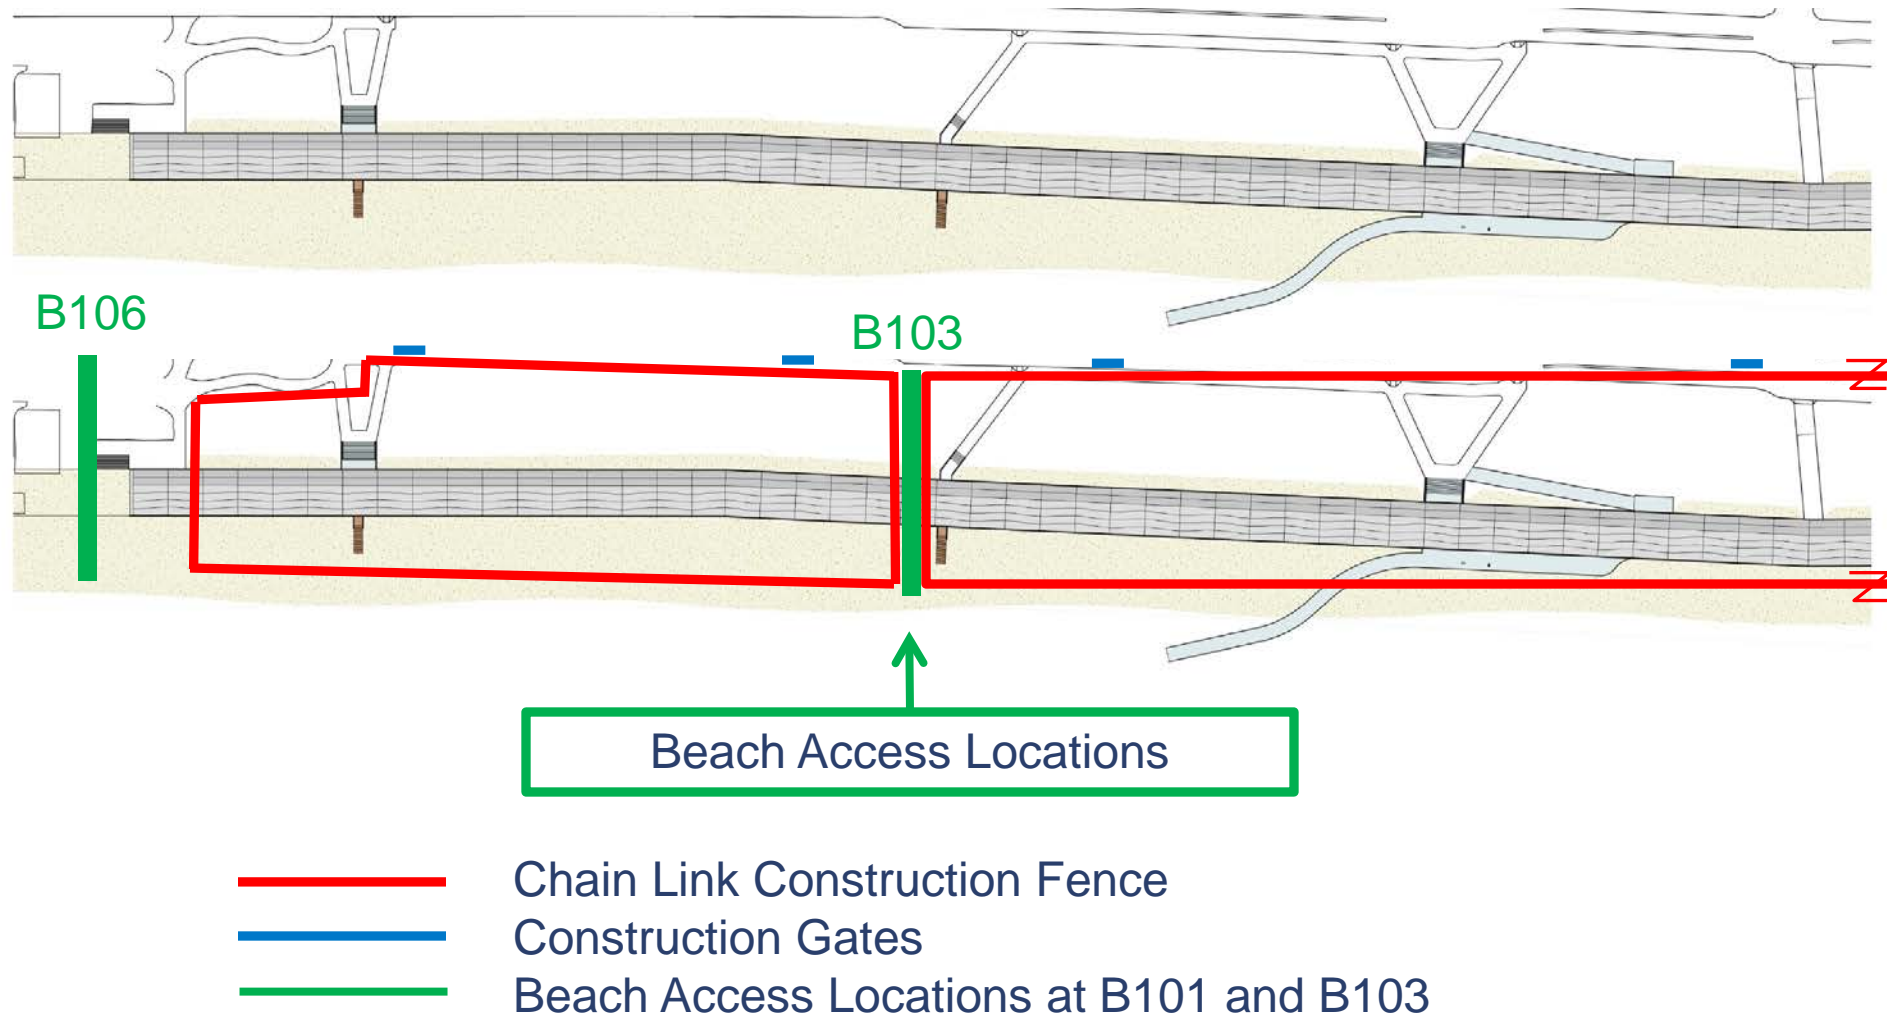 B106
B103
Beach Access Locations
Chain Link Construction Fence
Construction Gates
Beach Access Locations at B101 and B103